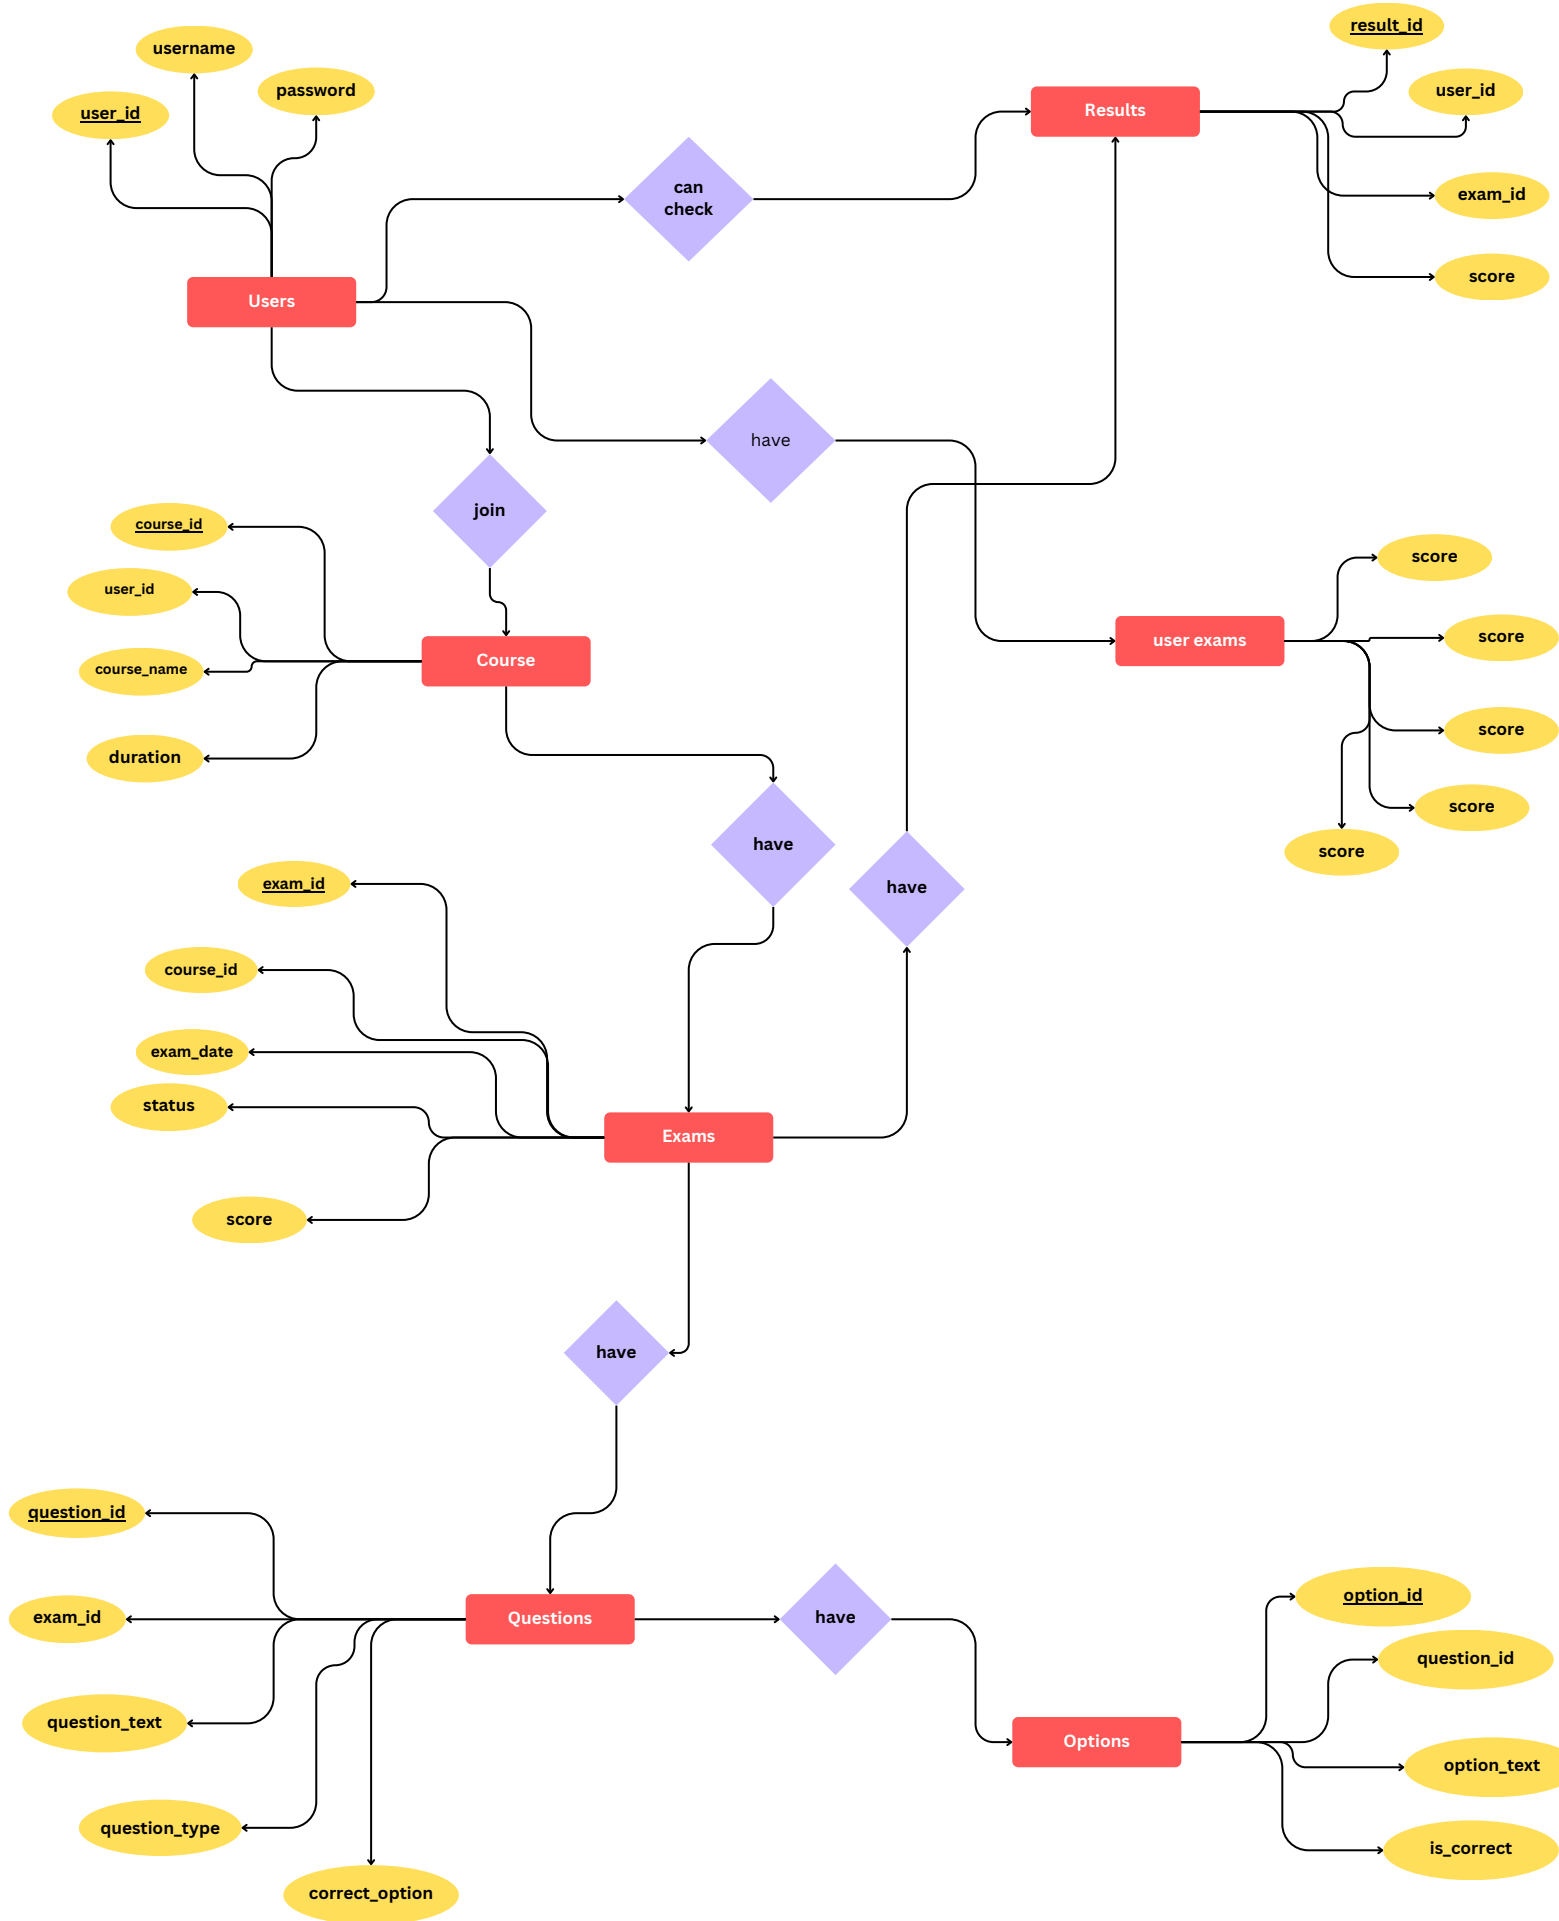 result_id
username
password
user_id
user_id
Results
can
check
exam_id
score
Users
have
join
course_id
score
user_id
course_name
Course
user exams
score
duration
score
score
have
score
exam_id
have
course_id
exam_date
status
Exams
score
have
question_id
option_id
exam_id
Questions
have
question_id
question_text
Options
option_text
question_type
is_correct
correct_option